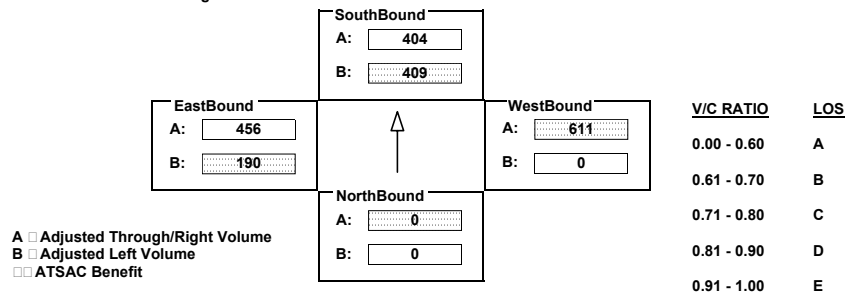 SouthBound
A: 404
B: 409
EastBound
A: 456
B: 190
WestBound
A: 611
B: 0
NorthBound
A: 0
B: 0
A □ Adjusted Through/Right Volume
B □ Adjusted Left Volume
□□ ATSAC Benefit
V/C RATIO LOS
0.00 - 0.60 A
0.61 - 0.70 B
0.71 - 0.80 C
0.81 - 0.90 D
0.91 - 1.00 E